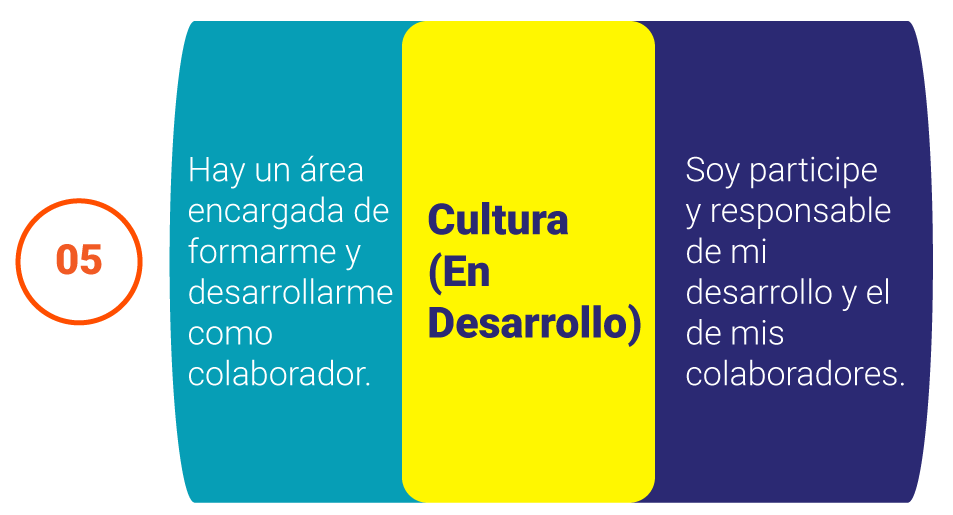 05
Hay un área
encargada de
formarme y
desarrollarme
como
colaborador.
Cultura
(En
Desarrollo)
Soy participe
y responsable
de mi
desarrollo y el
de mis
colaboradores.